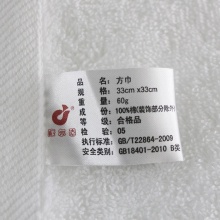 品 名: 方巾
规 格: 33cm x33cm
重 量: 60g
成 份: 100%棉(装饰部分除外)
等 级: 合格品
检 验: 05
执行标准: GB/T22864-2009
安全类别: GB18401-2010 B类